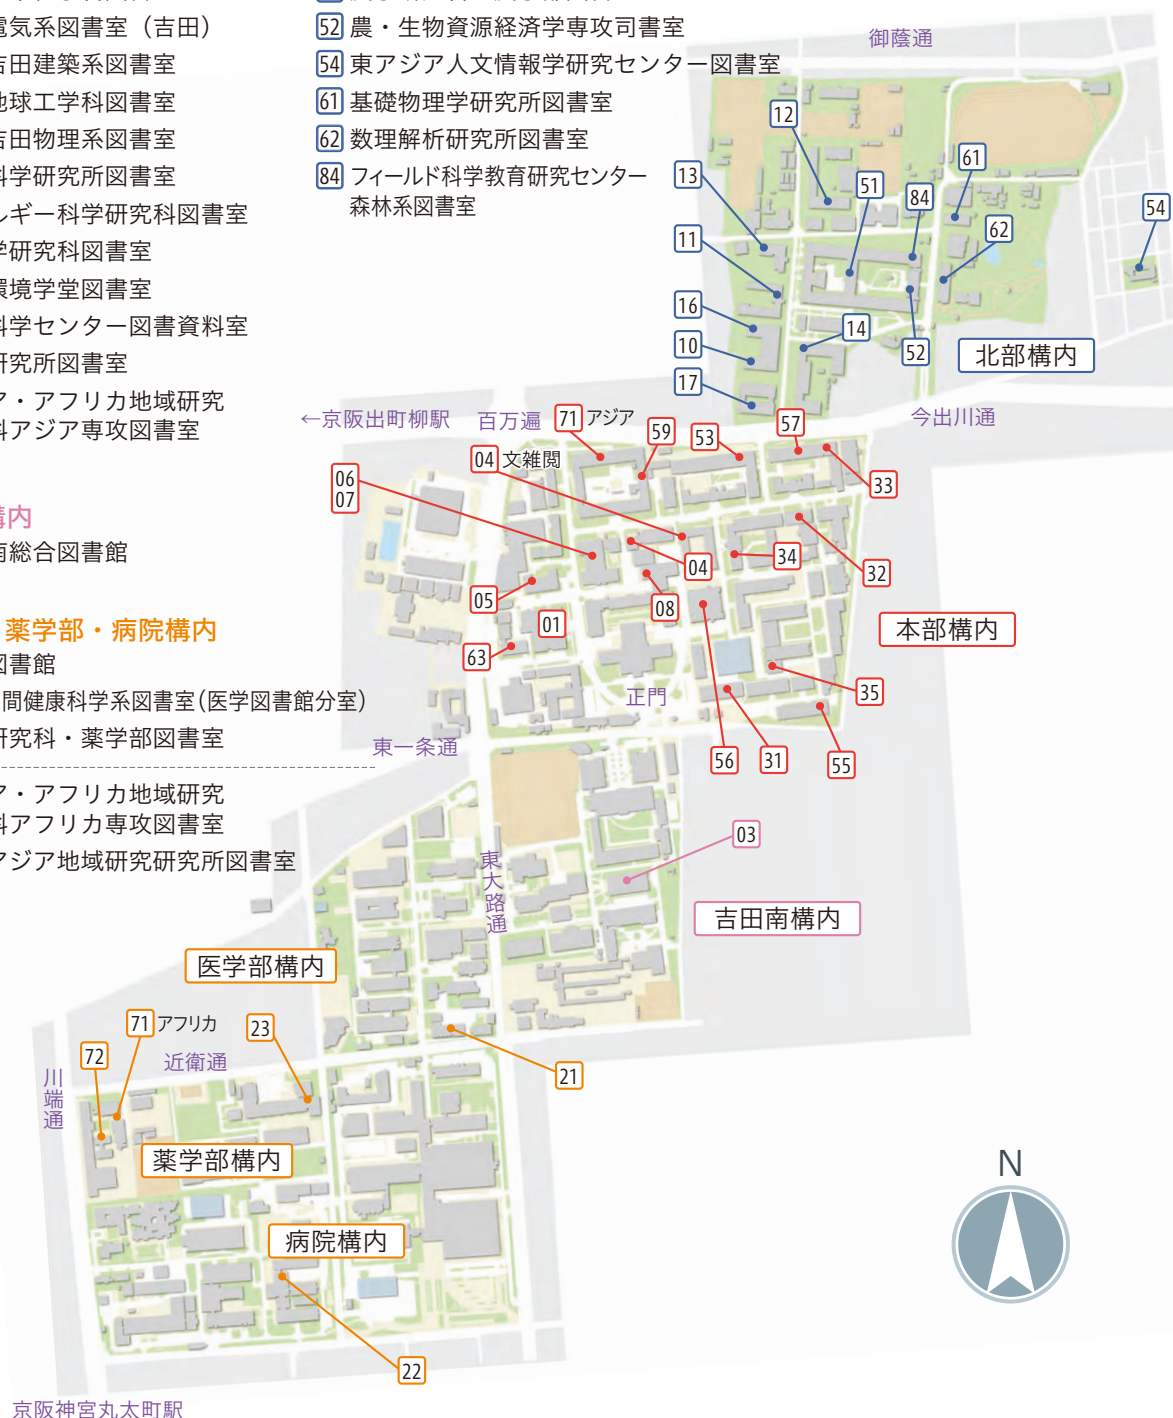 電気系図書室（吉田）
吉田建築系図書室
地球工学科図書室
吉田物理系図書室
科学研究所図書室
ルギー科学研究科図書室
学研究科図書室
環境学堂図書室
科学センター図書資料室
研究所図書室
ア・アフリカ地域研究
科アジア専攻図書室
構内
南総合図書館
薬学部・病院構内
図書館
間健康科学系図書室(医学図書館分室)
研究科・薬学部図書室
ア・アフリカ地域研究
科アフリカ専攻図書室
アジア地域研究研究所図書室
52 農・生物資源経済学専攻司書室
54 東アジア人文情報学研究センター図書室
61 基礎物理学研究所図書室
62 数理解析研究所図書室
84 フィールド科学教育研究センター
森林系図書室
御蔭通
12
13
51
84
61
54
11
62
16
14
10
52
北部構内
17
今出川通
←京阪出町柳駅
百万遍
71 アジア
59
53
57
04 文雑閲
33
06
07
04
34
32
05
08
01
本部構内
63
正門
35
東一条通
56
31
55
03
東大路通
吉田南構内
医学部構内
71 アフリカ
23
72
近衛通
21
川端通
薬学部構内
N
病院構内
22
京阪神宮丸太町駅